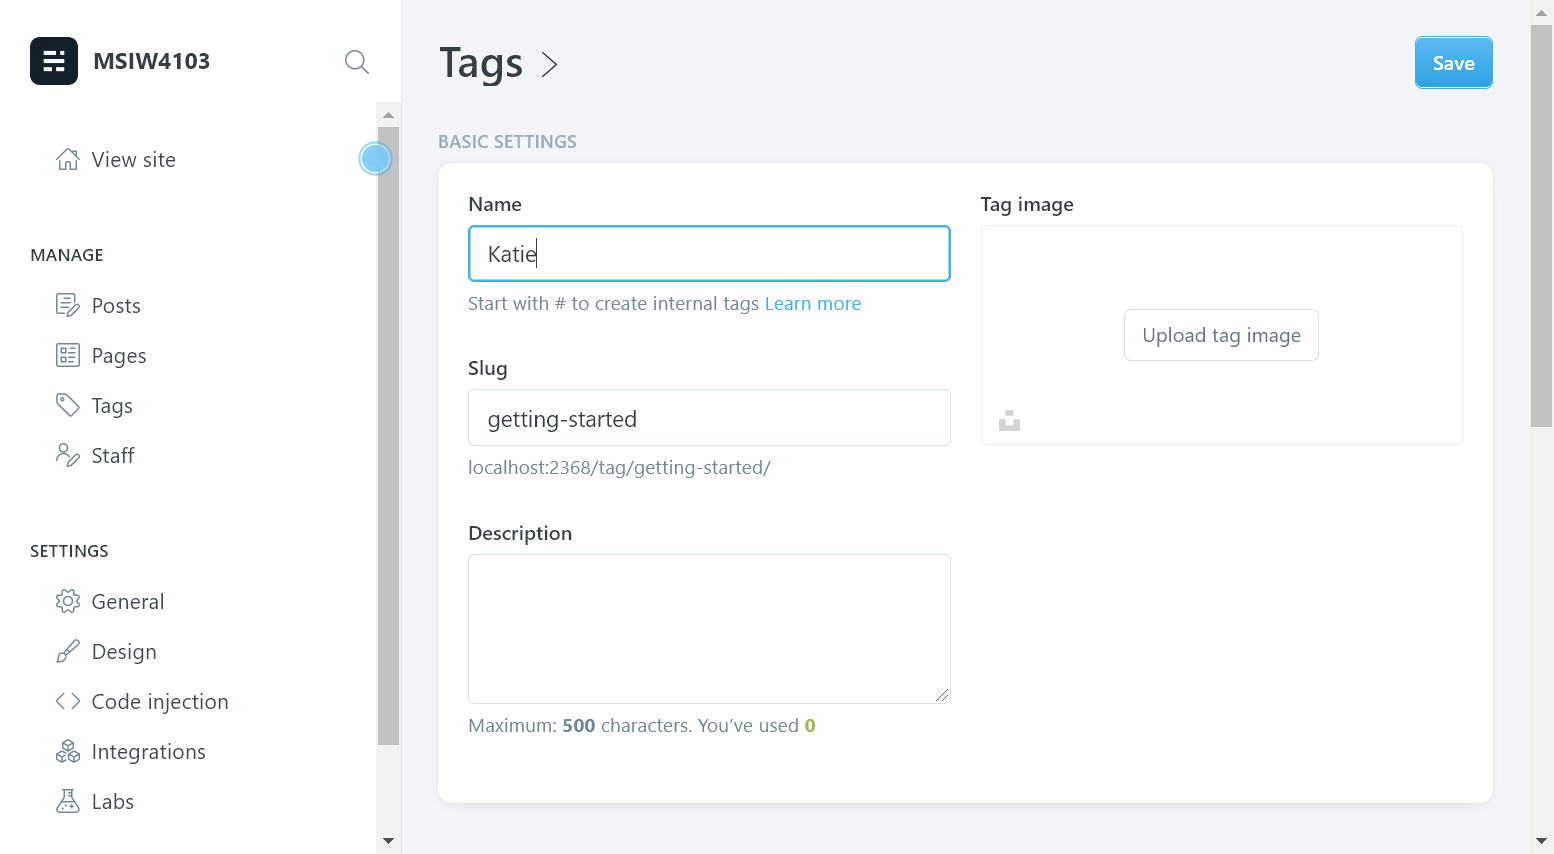 MSIW4103
View site
MANAGE
Posts
Pages
Tags
Staff
SETTINGS
General
Design
Code injection
Integrations
Labs
Tags
Save
BASIC SETTINGS
Name
Katie
Start with # to create internal tags Learn more
Slug
getting-started
localhost:2368/tag/getting-started/
Description
Maximum: 500 characters. You’ve used 0
Tag image
Upload tag image